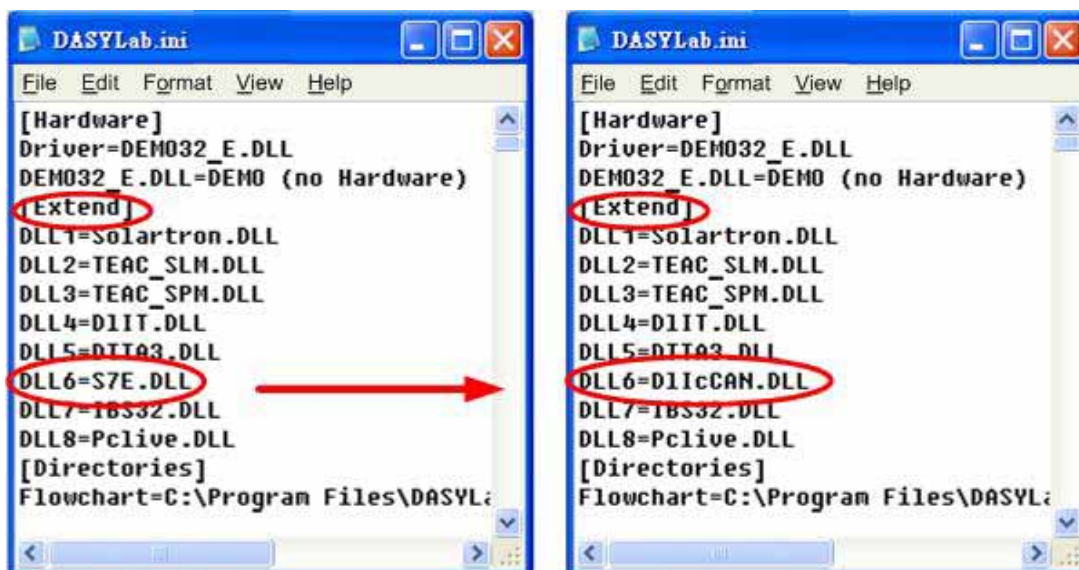 DASYLab.ini
File Edit Format View Help
[Hardware]
Driver=DEMO32_E.DLL
DEMO32_E.DLL=DEMO (no Hardware)
[Extend]
DLL1=Solartron.DLL
DLL2=TEAC_SLM.DLL
DLL3=TEAC_SPM.DLL
DLL4=DlIT.DLL
DLL5=DTTA3.DLL
DLL6=S7E.DLL
DLL7=IBS32.DLL
DLL8=Pclive.DLL
[Directories]
Flowchart=C:\Program Files\DASYLa
DASYLab.ini
File Edit Format View Help
[Hardware]
Driver=DEMO32_E.DLL
DEMO32_E.DLL=DEMO (no Hardware)
[Extend]
DLL1=Solartron.DLL
DLL2=TEAC_SLM.DLL
DLL3=TEAC_SPM.DLL
DLL4=DlIT.DLL
DLL5=DTTA3.DLL
DLL6=DlIcCAN.DLL
DLL7=IBS32.DLL
DLL8=Pclive.DLL
[Directories]
Flowchart=C:\Program Files\DASYLa